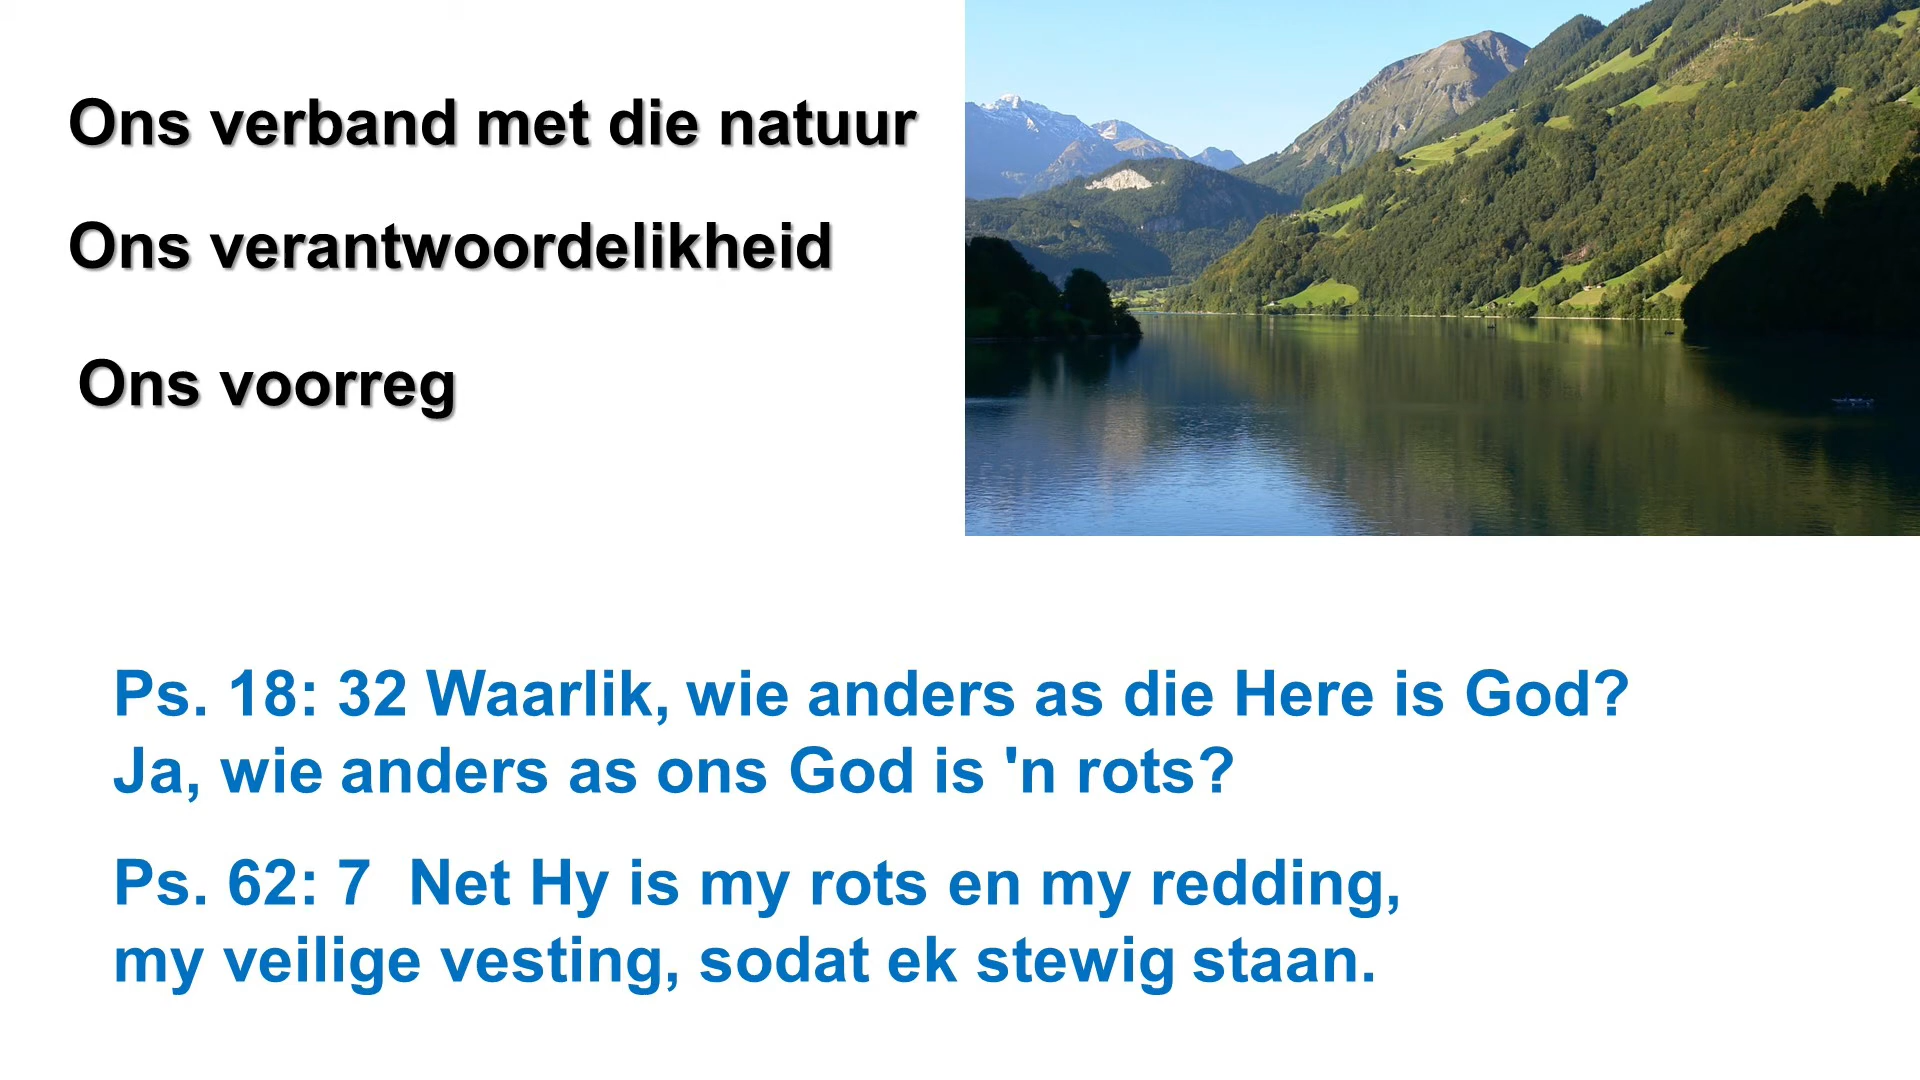 Ons verband met die natuur
Ons verantwoordelikheid
Ons voorreg
Ps. 18: 32 Waarlik, wie anders as die Here is God?
Ja, wie anders as ons God is 'n rots?
Ps. 62: 7  Net Hy is my rots en my redding,
my veilige vesting, sodat ek stewig staan.